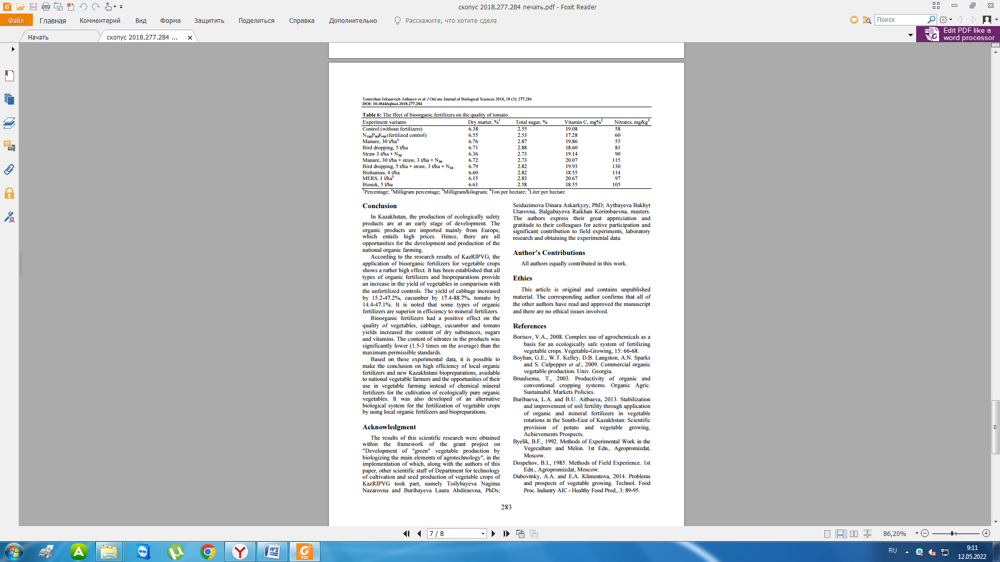 скопус 2018.277.284 печать.pdf - Foxit Reader
Файл Главная Комментарий Вид Форма Защитить Поделиться Справка Дополнительно Расскажите, что хотите сдела Поиск
Начать скопус 2018.277.284 ... Edit PDF like a
word processor
Temirzhan Erkasovich Aitbayev et al. / OnLine Journal of Biological Sciences 2018, 18 (3): 277.284
DOI: 10.3844/ojbsci.2018.277.284
Table 6: The ffect of bioorganic fertilizers on the quality of tomato
Experiment variants Dry matter, %1 Total sugar, % Vitamin C, mg%2 Nitrates, mg/kg3
Control (without fertilizers) 6.38 2.55 19.08 58
N180P90K90 (fertilized control) 6.55 2.53 17.28 60
Manure, 30 t/ha4 6.76 2.87 19.86 55
Bird dropping, 5 t/ha 6.71 2.88 18.60 81
Straw 3 t/ha + N30 6.36 2.73 19.14 90
Manure, 30 t/ha + straw, 3 t/ha + N30 6.72 2.73 20.07 115
Bird dropping, 5 t/ha + straw, 3 t/ha + N30 6.79 2.82 19.93 130
Biohumus, 4 t/ha 6.60 2.82 18.55 114
MERS, 1 l/ha5 6.15 2.83 20.67 97
Biosok, 5 l/ha 6.61 2.58 18.55 105
1Percentage; 2Milligram percentage; 3Milligram/kilogram; 4Ton per hectare; 5Liter per hectare
Conclusion
In Kazakhstan, the production of ecologically safety
products are at an early stage of development. The
organic products are imported mainly from Europe,
which entails high prices. Hence, there are all
opportunities for the development and production of the
national organic farming.
According to the research results of KazRIPVG, the
application of bioorganic fertilizers for vegetable crops
shows a rather high effect. It has been established that all
types of organic fertilizers and biopreparations provide
an increase in the yield of vegetables in comparison with
the unfertilized controls. The yield of cabbage increased
by 15.2-47.2%, cucumber by 17.4-88.7%, tomato by
14.4-47.1%. It is noted that some types of organic
fertilizers are superior in efficiency to mineral fertilizers.
Bioorganic fertilizers had a positive effect on the
quality of vegetables, cabbage, cucumber and tomato
yields increased the content of dry substances, sugars
and vitamins. The content of nitrates in the products was
significantly lower (1.5-3 times on the average) than the
maximum permissible standards.
Based on these experimental data, it is possible to
make the conclusion on high efficiency of local organic
fertilizers and new Kazakhstani biopreparations, available
to national vegetable farmers and the opportunities of their
use in vegetable farming instead of chemical mineral
fertilizers for the cultivation of ecologically pure organic
vegetables. It was also developed of an alternative
biological system for the fertilization of vegetable crops
by using local organic fertilizers and biopreparations.
Acknowledgment
The results of this scientific research were obtained
within the framework of the grant project on
"Development of "green" vegetable production by
biologizing the main elements of agrotechnology", in the
implementation of which, along with the authors of this
paper, other scientific staff of Department for technology
of cultivation and seed production of vegetable crops of
KazRIPVG took part, namely Toilybayeva Nagima
Nazarovna and Buribayeva Laura Abdiraevna, PhDs;
Seidazimova Dinara Askarkyzy, PhD; Aytbayeva Bakhyt
Utarovna, Balgabayeva Raikhan Kerimbaevna, masters.
The authors express their great appreciation and
gratitude to their colleagues for active participation and
significant contribution to field experiments, laboratory
research and obtaining the experimental data.
Author's Contributions
All authors equally contributed in this work.
Ethics
This article is original and contains unpublished
material. The corresponding author confirms that all of
the other authors have read and approved the manuscript
and there are no ethical issues involved.
References
Borisov, V.A., 2008. Complex use of agrochemicals as a
basis for an ecologically safe system of fertilizing
vegetable crops. Vegetable-Growing, 15: 66-68.
Boyhan, G.E., W.T. Kelley, D.B. Langston, A.N. Sparks
and S. Culpepper et al., 2009. Commercial organic
vegetable production. Univ. Georgia.
Bruulsema, T., 2003. Productivity of organic and
conventional cropping systems. Organic Agric.
Sustainabil. Markets Policies.
Buribaeva, L.A. and B.U. Aitbaeva, 2013. Stabilization
and improvement of soil fertility through application
of organic and mineral fertilizers in vegetable
rotations in the South-East of Kazakhstan: Scientific
provision of potato and vegetable growing.
Achievements Prospects.
Byelik, B.F., 1992. Methods of Experimental Work in the
Vegeculture and Melon. 1st Edn., Agropromizdat,
Moscow.
Dospehov, B.I., 1985. Methods of Field Experience. 1st
Edn., Agropromizdat, Moscow.
Dubovitsky, A.A. and E.A. Klimentova, 2014. Problems
and prospects of vegetable growing. Technol. Food
Proc. Industry AIC - Healthy Food Prod., 3: 89-95.
283
7 / 8 86,20%
RU 9:11
12.05.2022